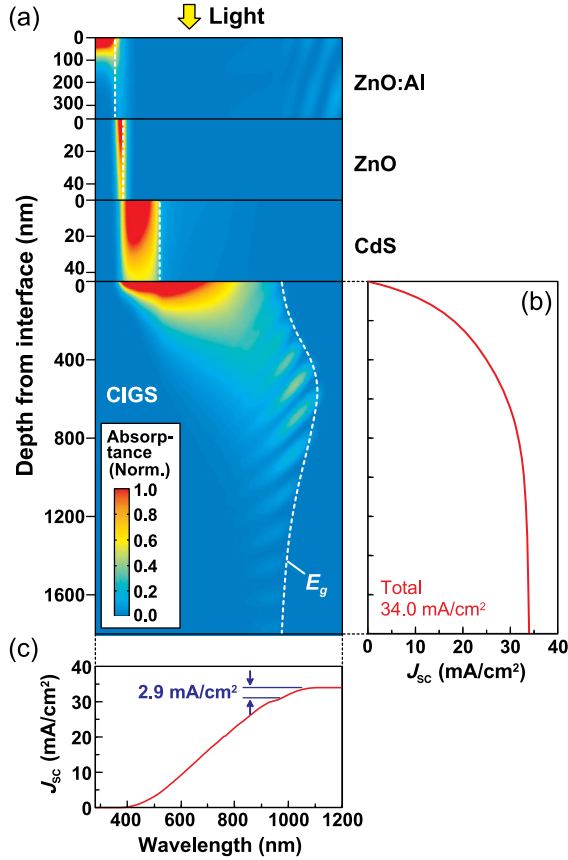 (a)
Light
0
100
200
300
ZnO:Al
0
20
40
ZnO
0
20
40
CdS
0
400
800
1200
1600
Depth from interface (nm)
CIGS
Absorp-
tance
(Norm.)
1.0
0.8
0.6
0.4
0.2
0.0
Eg
(b)
Total
34.0 mA/cm²
0 10 20 30 40
JSC (mA/cm²)
(c)
40
30
20
10
0
JSC (mA/cm²)
2.9 mA/cm²
400 600 800 1000 1200
Wavelength (nm)